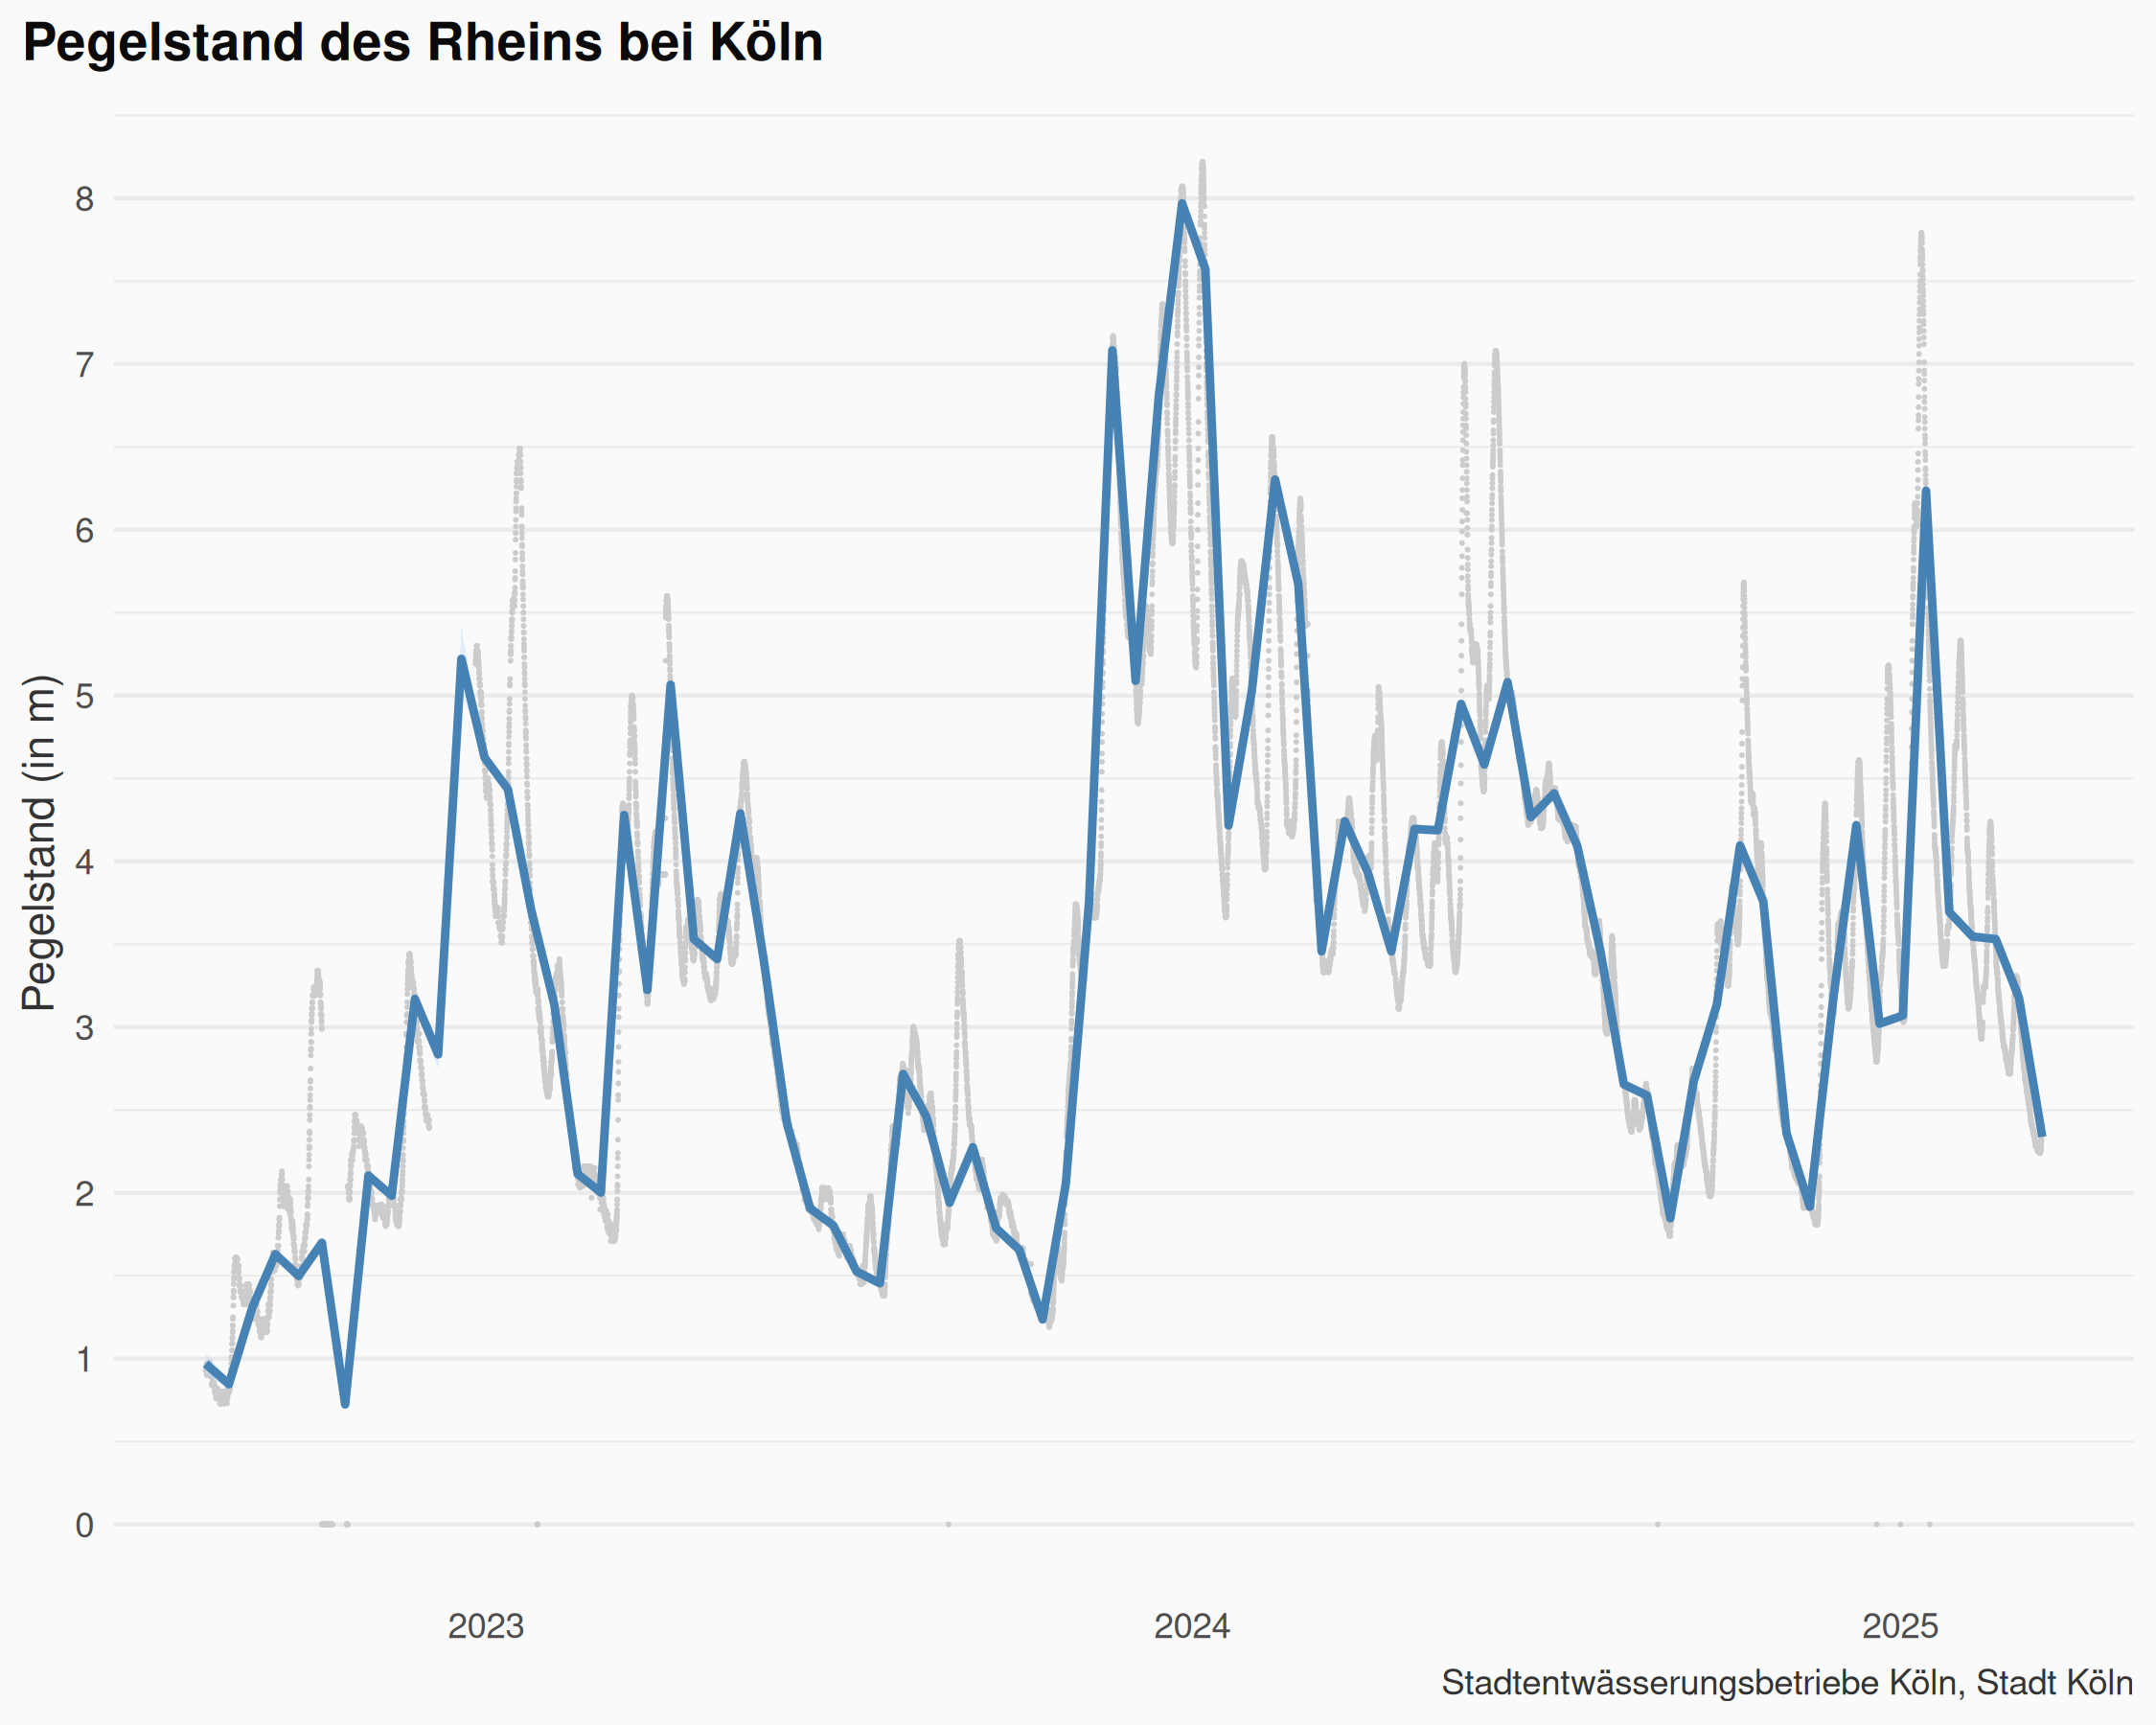 Pegelstand des Rheins bei Köln
Pegelstand (in m)
8
7
6
5
4
3
2
1
0
2023 2024 2025
Stadtentwässerungsbetriebe Köln, Stadt Köln